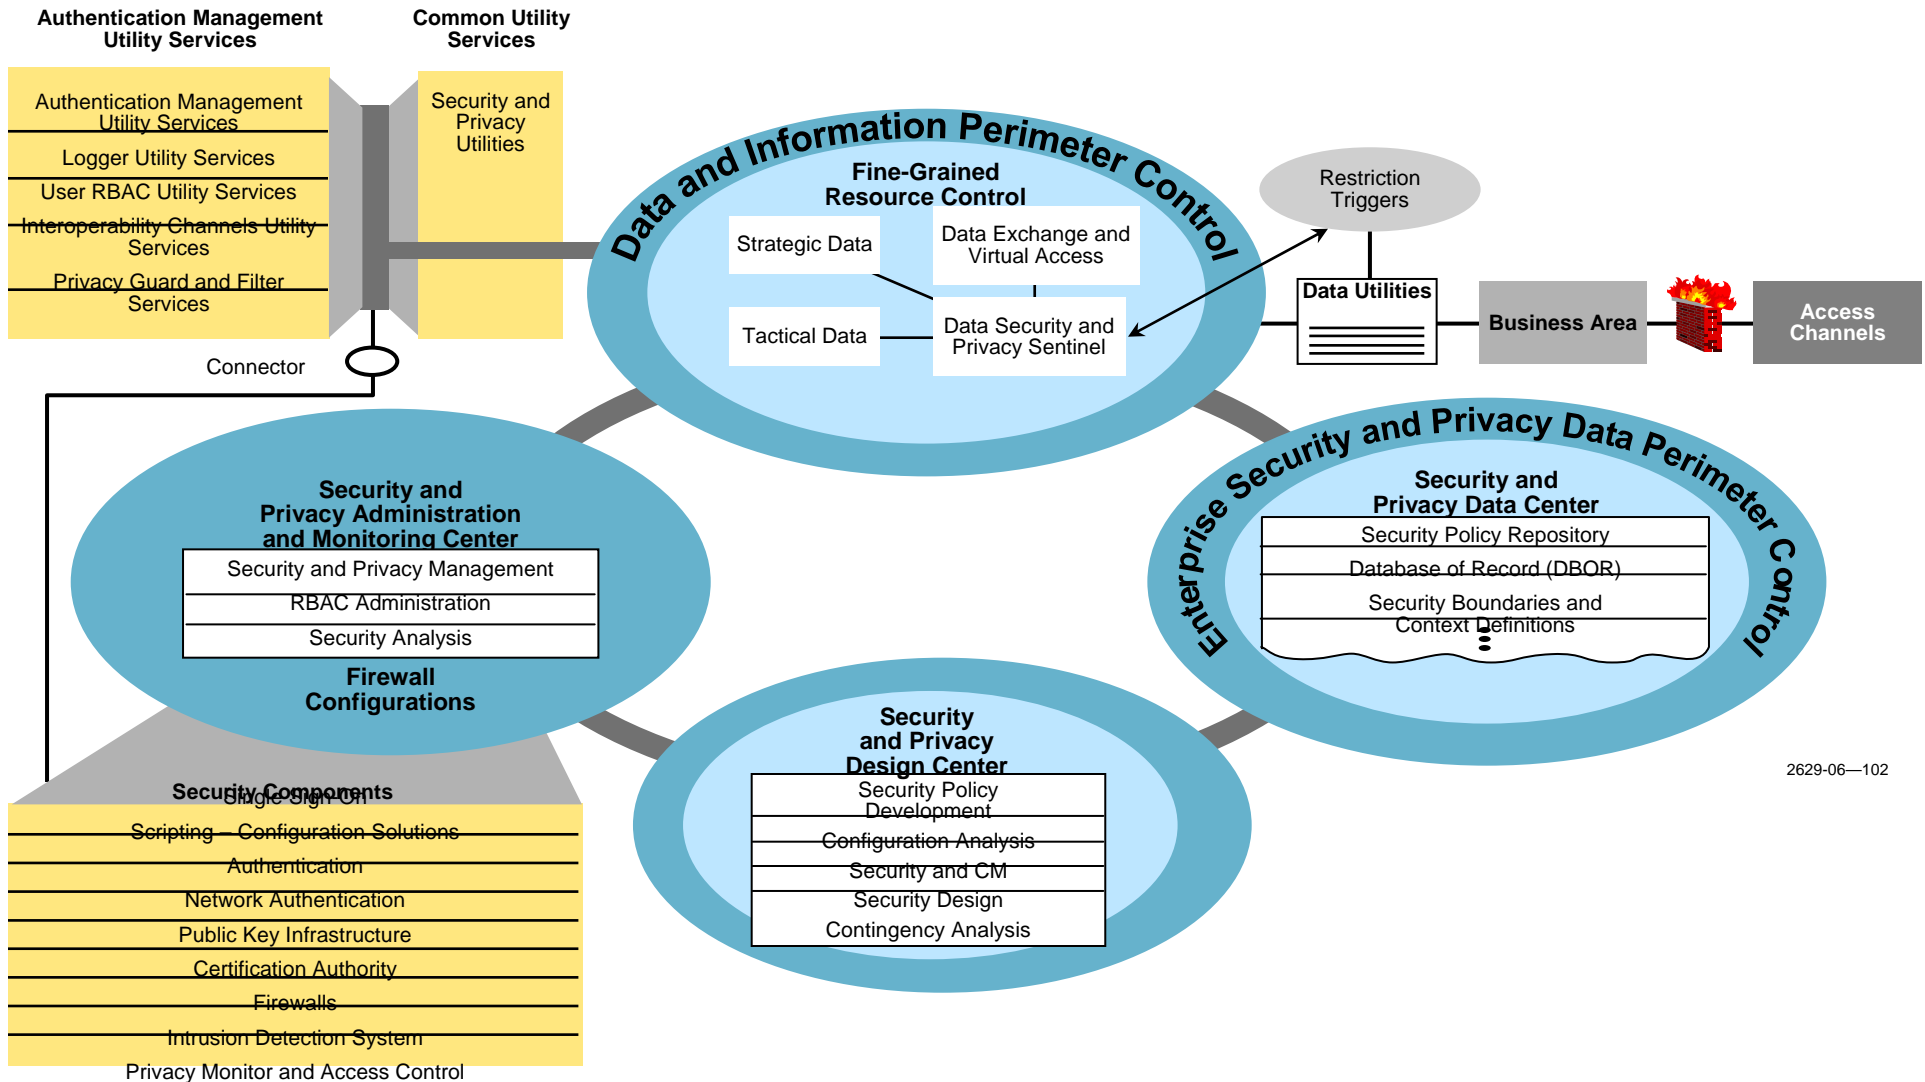 Authentication Management
Utility Services
Common Utility
Services
Authentication Management
Utility Services
Logger Utility Services
User RBAC Utility Services
Interoperability Channels Utility
Services
Privacy Guard and Filter
Services
Security and
Privacy
Utilities
Connector
Data and Information Perimeter Control
Fine-Grained
Resource Control
Strategic Data
Data Exchange and
Virtual Access
Tactical Data
Data Security and
Privacy Sentinel
Restriction
Triggers
Data Utilities
Business Area
Access
Channels
Security and
Privacy Administration
and Monitoring Center
Security and Privacy Management
RBAC Administration
Security Analysis
Firewall
Configurations
Enterprise Security and Privacy Data Perimeter Control
Security and
Privacy Data Center
Security Policy Repository
Database of Record (DBOR)
Security Boundaries and
Context Definitions
Security
and Privacy
Design Center
Security Policy
Development
Configuration Analysis
Security and CM
Security Design
Contingency Analysis
2629-06—102
Security Components
Single Sign-On
Scripting – Configuration Solutions
Authentication
Network Authentication
Public Key Infrastructure
Certification Authority
Firewalls
Intrusion Detection System
Privacy Monitor and Access Control